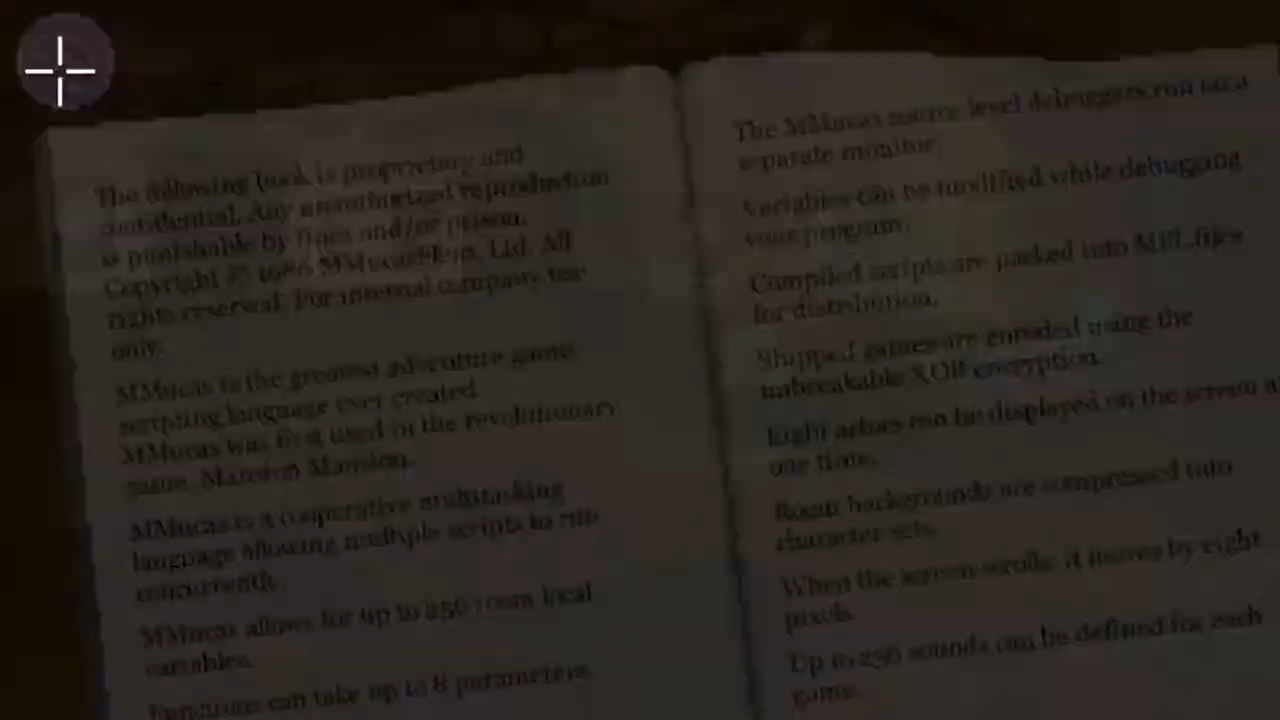 The following book is proprietary and
confidential. Any unauthorized reproduction
is punishable by fines and/or prison.
Copyright © MMucasFlem, Ltd. All
rights reserved. For internal company use
only.
MMucas is the greatest adventure game
scripting language ever created.
MMucas was first used in the revolutionary
game, Mansion Mansion.
MMucas is a cooperative multitasking
language allowing multiple scripts to run
concurrently.
MMucas allows for up to 256 room local
variables.
Functions can take up to 8 parameters.
The MMucas source level debuggers run on a
separate monitor.
Variables can be modified while debugging
your program.
Compiled scripts are packed into files
for distribution.
Shipped games are encoded using the
unbreakable XOR encryption.
Eight actors can be displayed on the screen at
one time.
Room backgrounds are compressed into
character sets.
When the screen scrolls it moves by eight
pixels.
Up to 256 sounds can be defined for each
game.